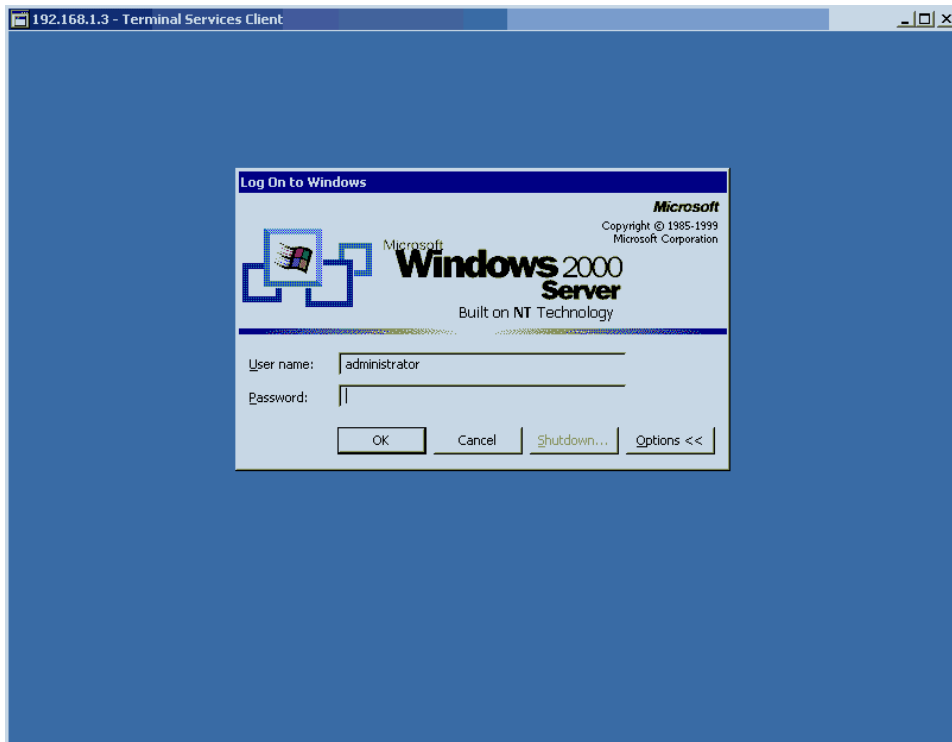 192.168.1.3 - Terminal Services Client
Log On to Windows
Microsoft
Copyright © 1985-1999
Microsoft Corporation
Microsoft
Windows 2000
Server
Built on NT Technology
User name: administrator
Password:
OK Cancel Shutdown... Options <<